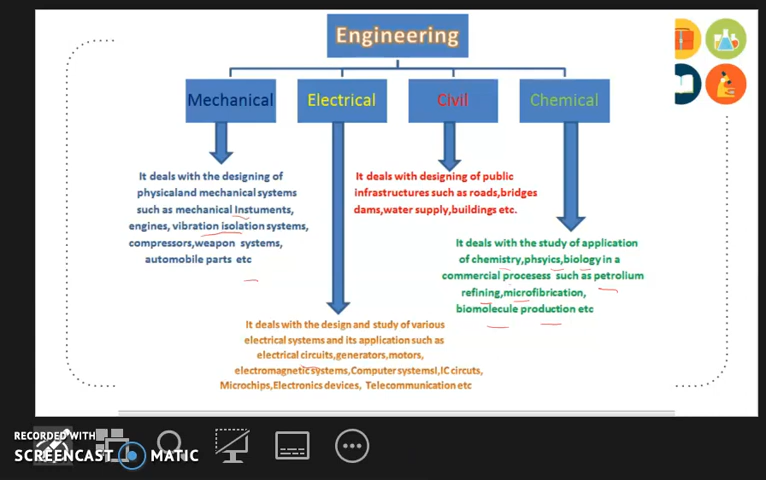 Engineering
Mechanical
Electrical
Civil
Chemical
It deals with the designing of
physicaland mechanical systems
such as mechanical Instuments,
engines, vibration isolation systems,
compressors,weapon systems,
automobile parts etc
It deals with designing of public
infrastructures such as roads,bridges
dams,water supply,buildings etc.
It deals with the study of application
of chemistry,phsyics,biology in a
commercial procesess such as petrolium
refining,microfibrication,
biomolecule production etc
It deals with the design and study of various
electrical systems and its application such as
electrical circuits,generators,motors,
electromagnetic systems,Computer systemsl,IC circuts,
Microchips,Electronics devices, Telecommunication etc
RECORDED WITH
SCREENCAST MATIC